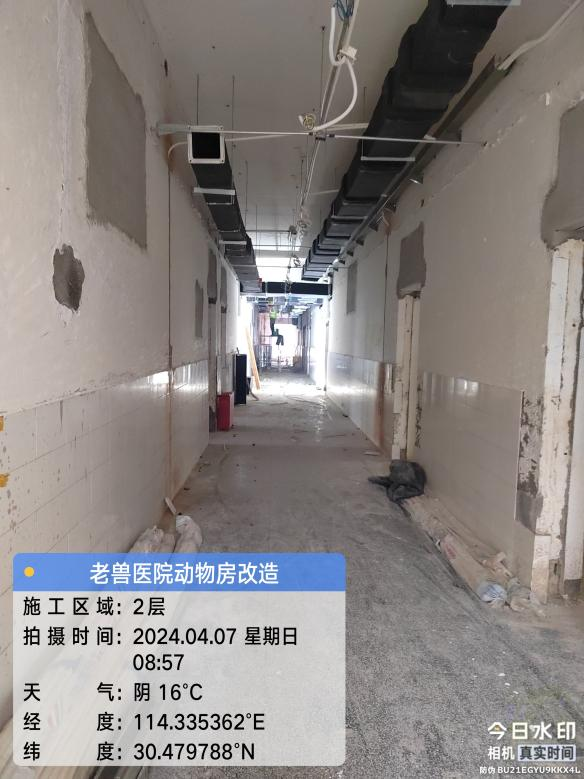 老兽医院动物房改造
施工区域：2层
拍摄时间：2024.04.07 星期日
08:57
天气：阴 16°C
经度：114.335362°E
纬度：30.479788°N
今日水印
相机 真实时间
防伪 BU21EGYU9KKX4L